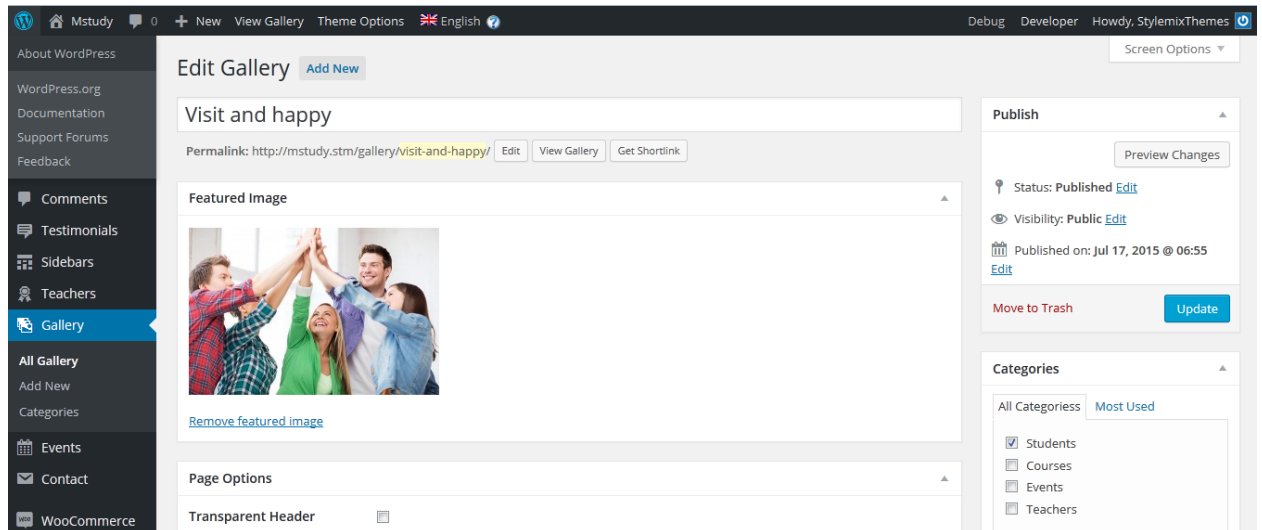 Mstudy 0 + New View Gallery Theme Options English Debug Developer Howdy, StylemixThemes
About WordPress
WordPress.org
Documentation
Support Forums
Feedback
Comments
Testimonials
Sidebars
Teachers
Gallery
All Gallery
Add New
Categories
Events
Contact
WooCommerce
Screen Options
Edit Gallery Add New
Visit and happy
Permalink: http://mstudy.stm/gallery/visit-and-happy/ Edit View Gallery Get Shortlink
Featured Image
Remove featured image
Page Options
Transparent Header
Publish
Preview Changes
Status: Published Edit
Visibility: Public Edit
Published on: Jul 17, 2015 @ 06:55
Edit
Move to Trash Update
Categories
All Categoriess Most Used
Students
Courses
Events
Teachers